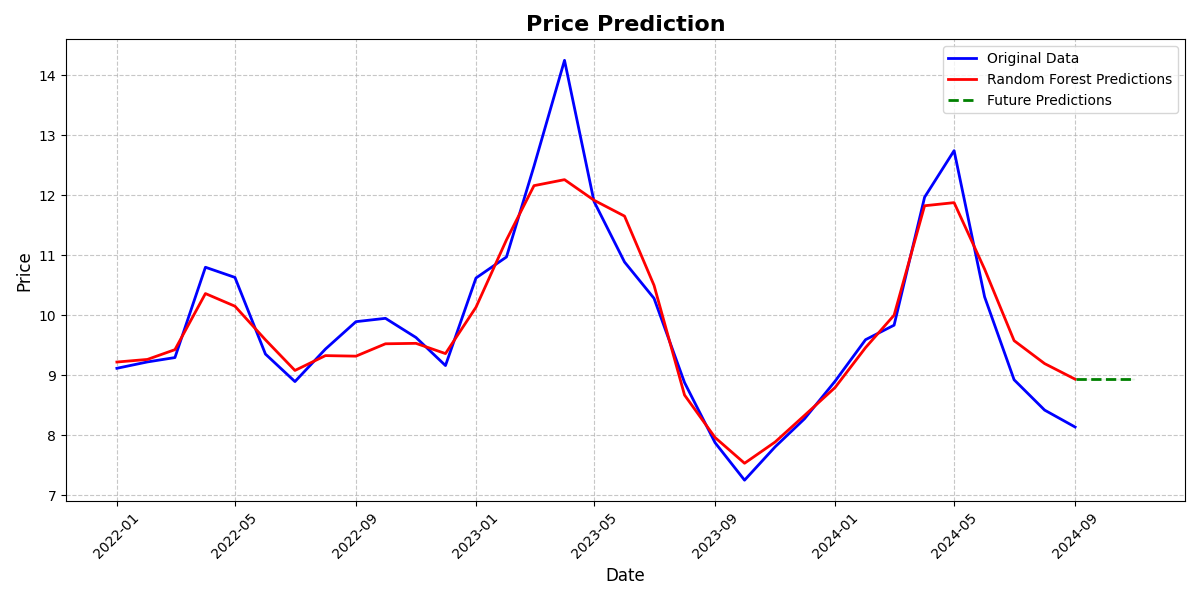 Price Prediction
Original Data
Random Forest Predictions
Future Predictions
Price
14
13
12
11
10
9
8
7
2022-01
2022-05
2022-09
2023-01
2023-05
2023-09
2024-01
2024-05
2024-09
Date